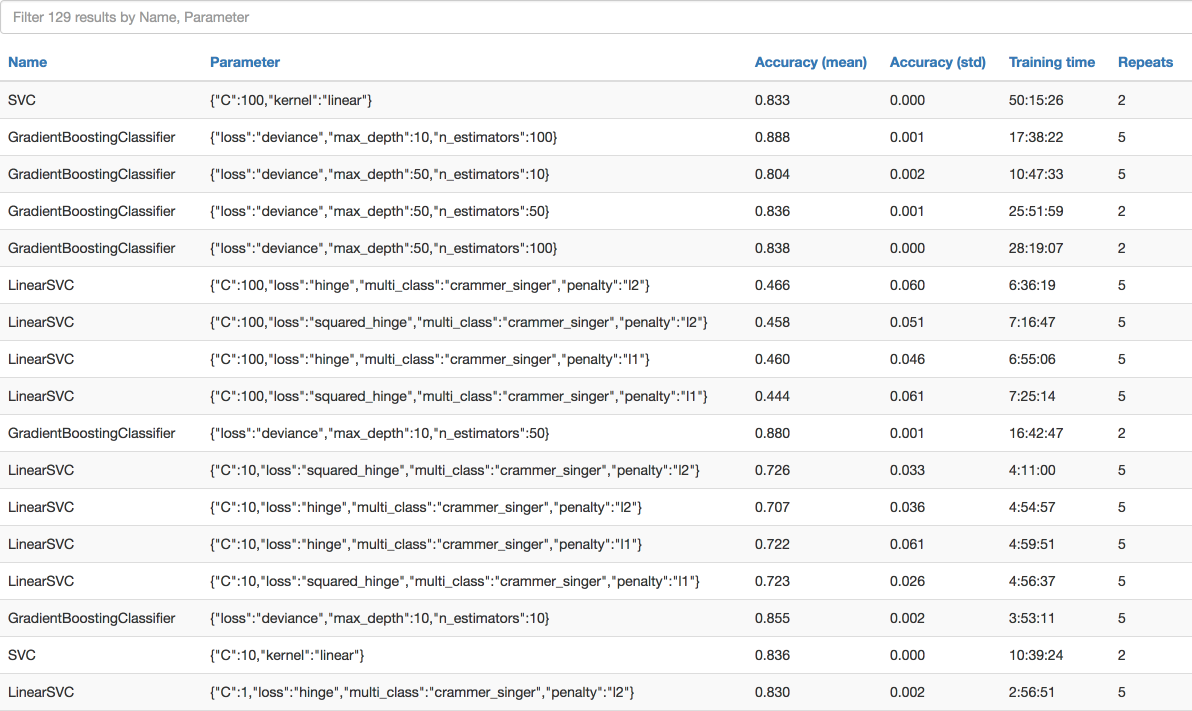 Filter 129 results by Name, Parameter
Name Parameter Accuracy (mean) Accuracy (std) Training time Repeats
SVC {"C":100,"kernel":"linear"} 0.833 0.000 50:15:26 2
GradientBoostingClassifier {"loss":"deviance","max_depth":10,"n_estimators":100} 0.888 0.001 17:38:22 5
GradientBoostingClassifier {"loss":"deviance","max_depth":50,"n_estimators":10} 0.804 0.002 10:47:33 5
GradientBoostingClassifier {"loss":"deviance","max_depth":50,"n_estimators":50} 0.836 0.001 25:51:59 2
GradientBoostingClassifier {"loss":"deviance","max_depth":50,"n_estimators":100} 0.838 0.000 28:19:07 2
LinearSVC {"C":100,"loss":"hinge","multi_class":"crammer_singer","penalty":"l2"} 0.466 0.060 6:36:19 5
LinearSVC {"C":100,"loss":"squared_hinge","multi_class":"crammer_singer","penalty":"l2"} 0.458 0.051 7:16:47 5
LinearSVC {"C":100,"loss":"hinge","multi_class":"crammer_singer","penalty":"l1"} 0.460 0.046 6:55:06 5
LinearSVC {"C":100,"loss":"squared_hinge","multi_class":"crammer_singer","penalty":"l1"} 0.444 0.061 7:25:14 5
GradientBoostingClassifier {"loss":"deviance","max_depth":10,"n_estimators":50} 0.880 0.001 16:42:47 2
LinearSVC {"C":10,"loss":"squared_hinge","multi_class":"crammer_singer","penalty":"l2"} 0.726 0.033 4:11:00 5
LinearSVC {"C":10,"loss":"hinge","multi_class":"crammer_singer","penalty":"l2"} 0.707 0.036 4:54:57 5
LinearSVC {"C":10,"loss":"hinge","multi_class":"crammer_singer","penalty":"l1"} 0.722 0.061 4:59:51 5
LinearSVC {"C":10,"loss":"squared_hinge","multi_class":"crammer_singer","penalty":"l1"} 0.723 0.026 4:56:37 5
GradientBoostingClassifier {"loss":"deviance","max_depth":10,"n_estimators":10} 0.855 0.002 3:53:11 5
SVC {"C":10,"kernel":"linear"} 0.836 0.000 10:39:24 2
LinearSVC {"C":1,"loss":"hinge","multi_class":"crammer_singer","penalty":"l2"} 0.830 0.002 2:56:51 5